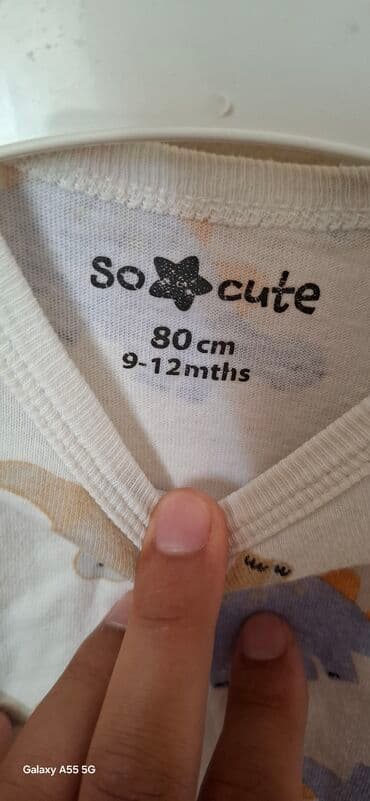 So cute
80 cm
9-12mths
Galaxy A55 5G